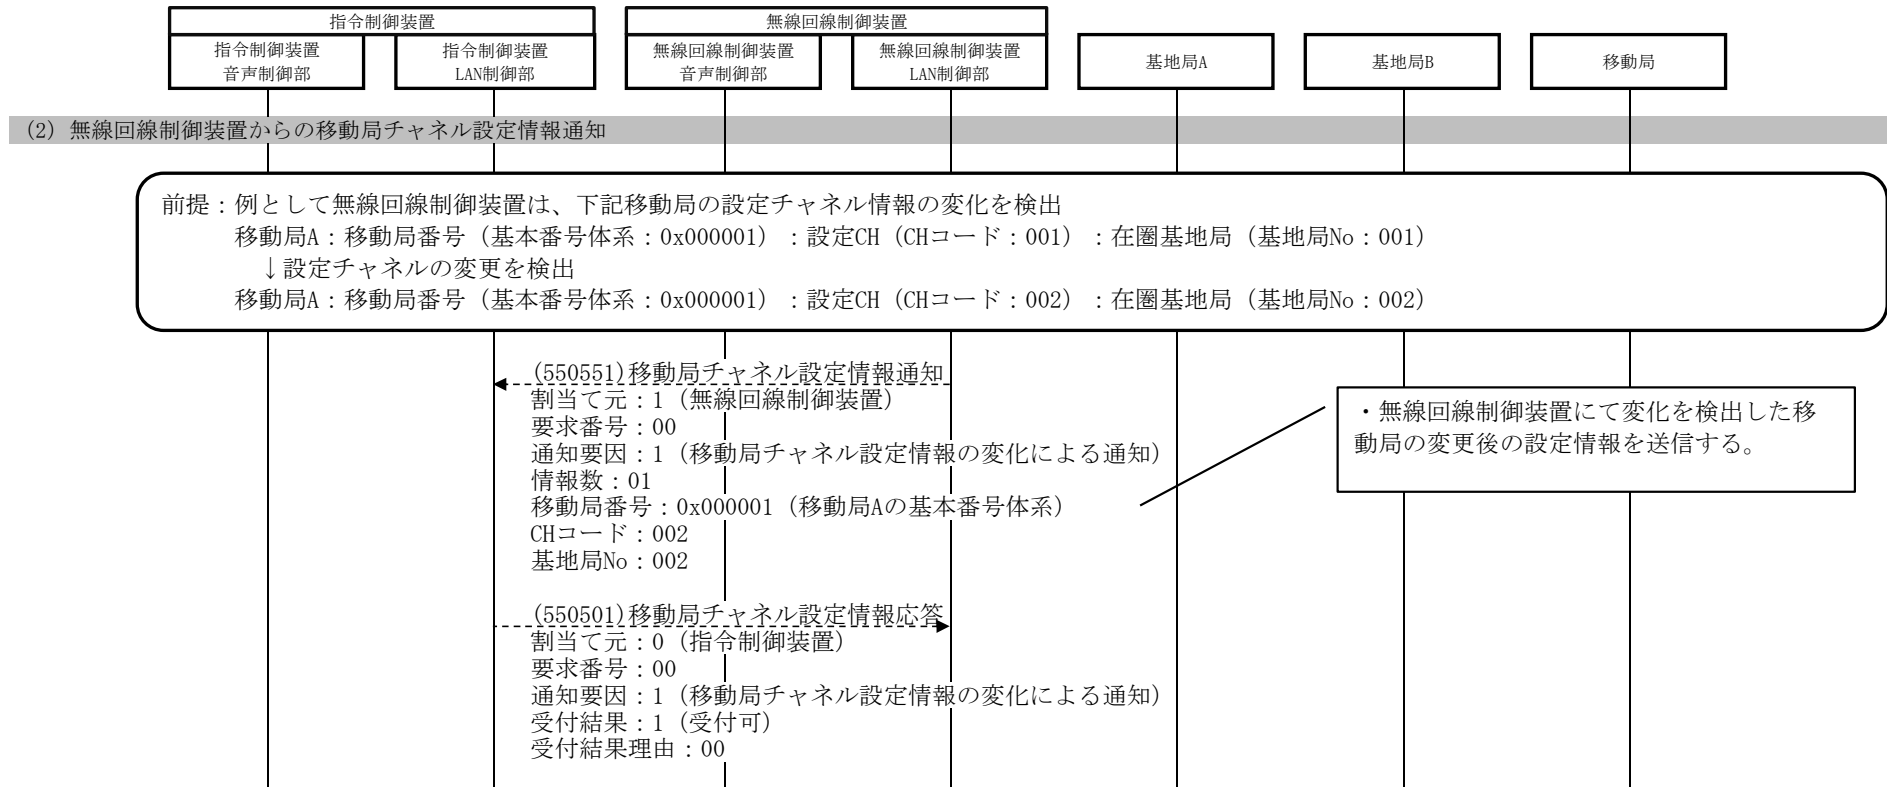 指令制御装置
無線回線制御装置
指令制御装置
音声制御部
指令制御装置
LAN制御部
無線回線制御装置
音声制御部
無線回線制御装置
LAN制御部
基地局A
基地局B
移動局
(2) 無線回線制御装置からの移動局チャネル設定情報通知
前提：例として無線回線制御装置は、下記移動局の設定チャネル情報の変化を検出
移動局A：移動局番号（基本番号体系：0x000001）：設定CH（CHコード：001）：在圏基地局（基地局No：001）
↓設定チャネルの変更を検出
移動局A：移動局番号（基本番号体系：0x000001）：設定CH（CHコード：002）：在圏基地局（基地局No：002）
(550551)移動局チャネル設定情報通知
割当て元：1（無線回線制御装置）
要求番号：00
通知要因：1（移動局チャネル設定情報の変化による通知）
情報数：01
移動局番号：0x000001（移動局Aの基本番号体系）
CHコード：002
基地局No：002
・無線回線制御装置にて変化を検出した移
動局の変更後の設定情報を送信する。
(550501)移動局チャネル設定情報応答
割当て元：0（指令制御装置）
要求番号：00
通知要因：1（移動局チャネル設定情報の変化による通知）
受付結果：1（受付可）
受付結果理由：00